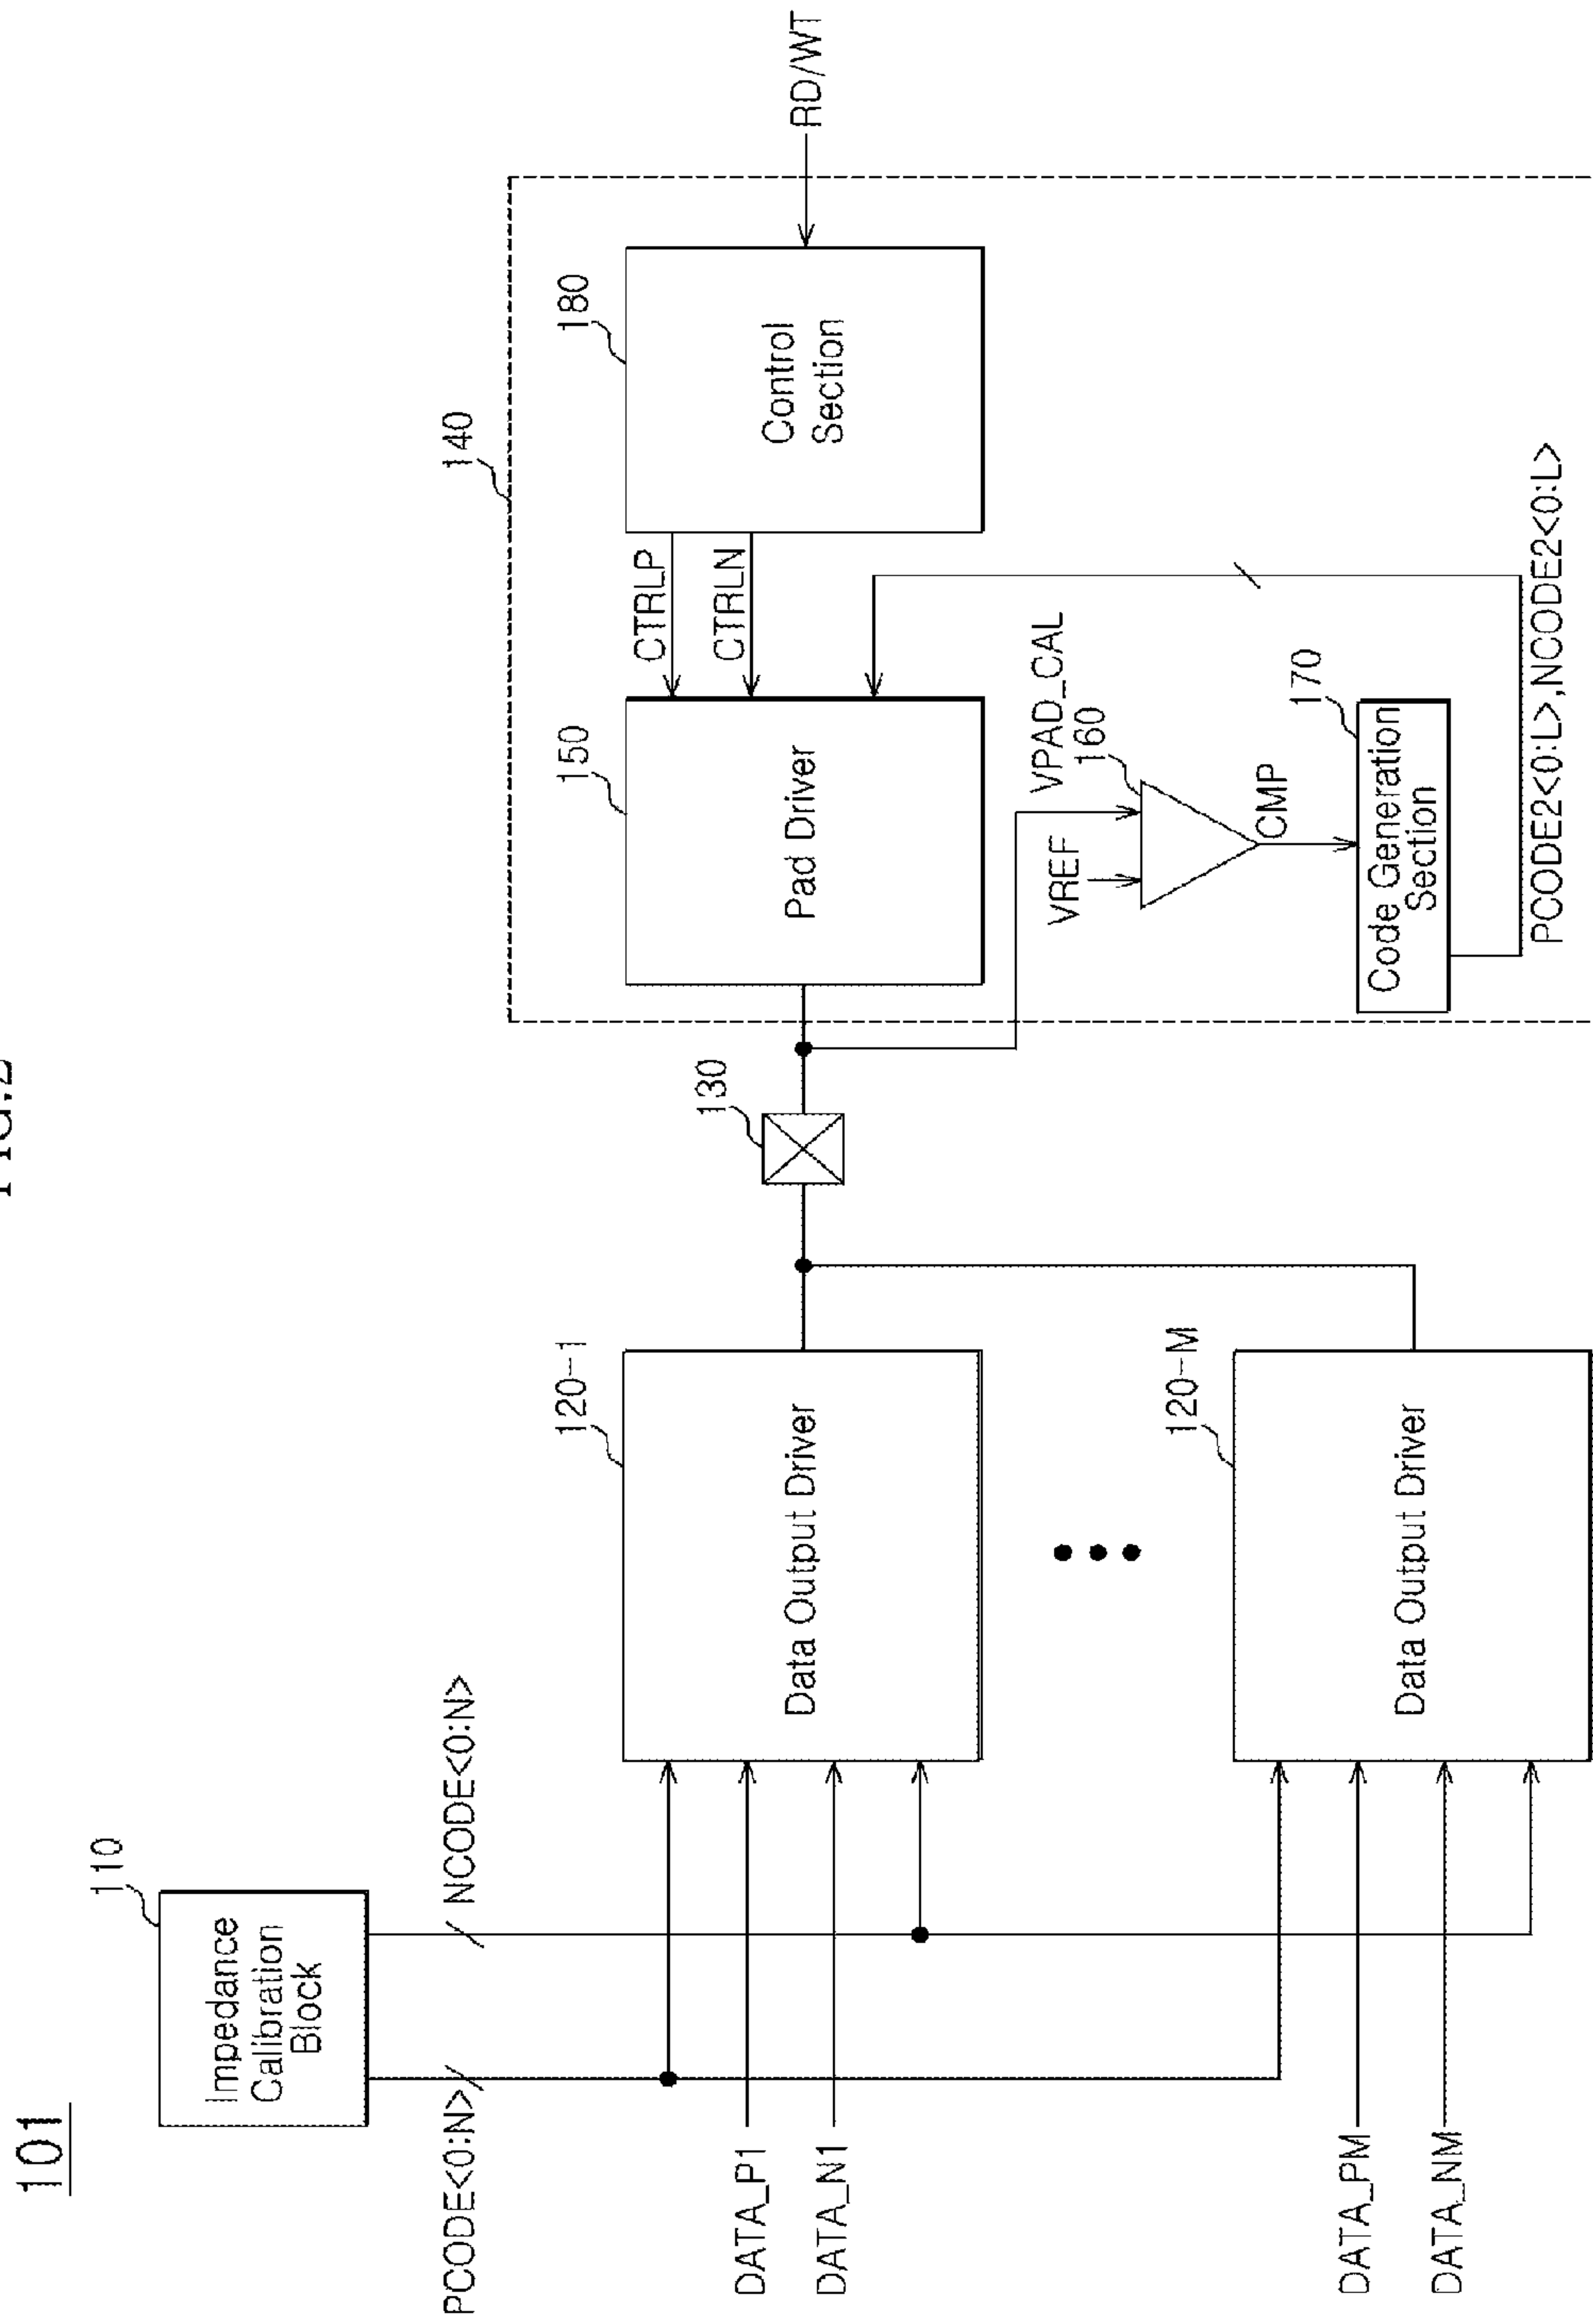 FIG.2
101
110
Impedance
Calibration
Block
PCODE<0:N>
NCODE<0:N>
DATA_P1
DATA_N1
120-1
Data Output Driver
DATA_PM
DATA_NM
120-M
Data Output Driver
130
140
150
Pad Driver
CTRLP
CTRLN
180
Control
Section
RD/WT
VREF
VPAD_CAL
160
CMP
170
Code Generation
Section
PCODE2<0:L>,NCODE2<0:L>